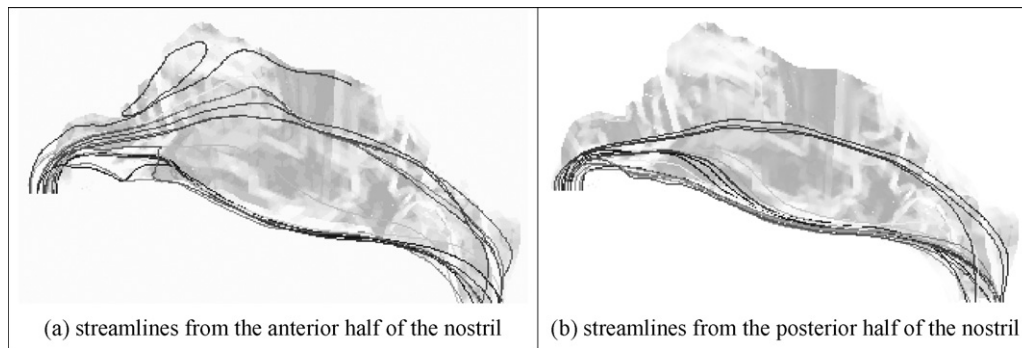 (a) streamlines from the anterior half of the nostril
(b) streamlines from the posterior half of the nostril